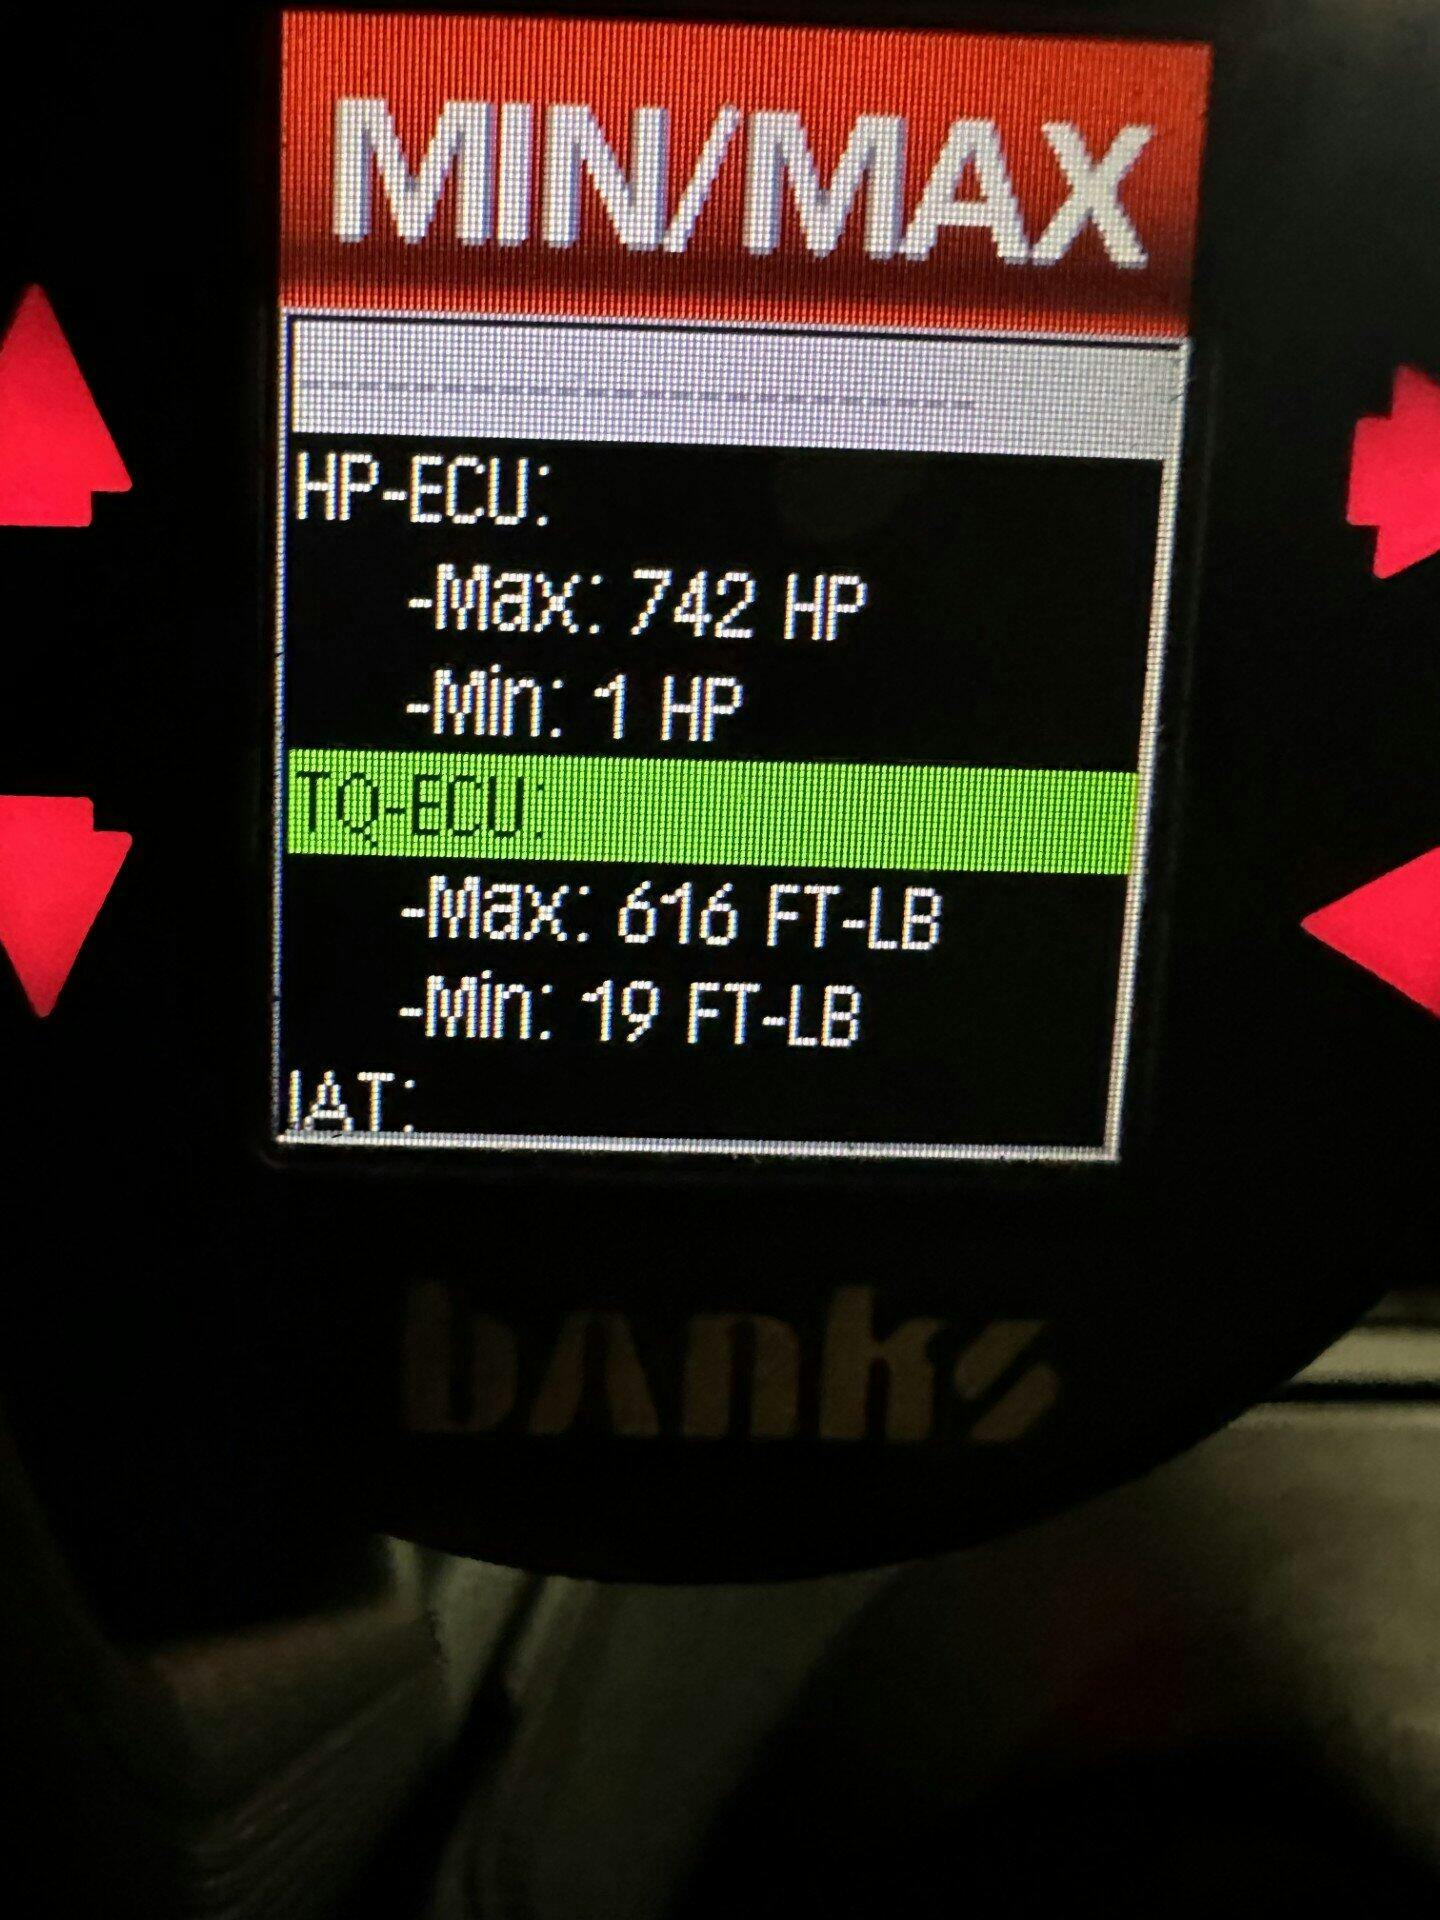 MIN/MAX
--------------------
HP-ECU:
-Max: 742 HP
-Min: 1 HP
TQ-ECU:
-Max: 616 FT-LB
-Min: 19 FT-LB
IAT:
banks